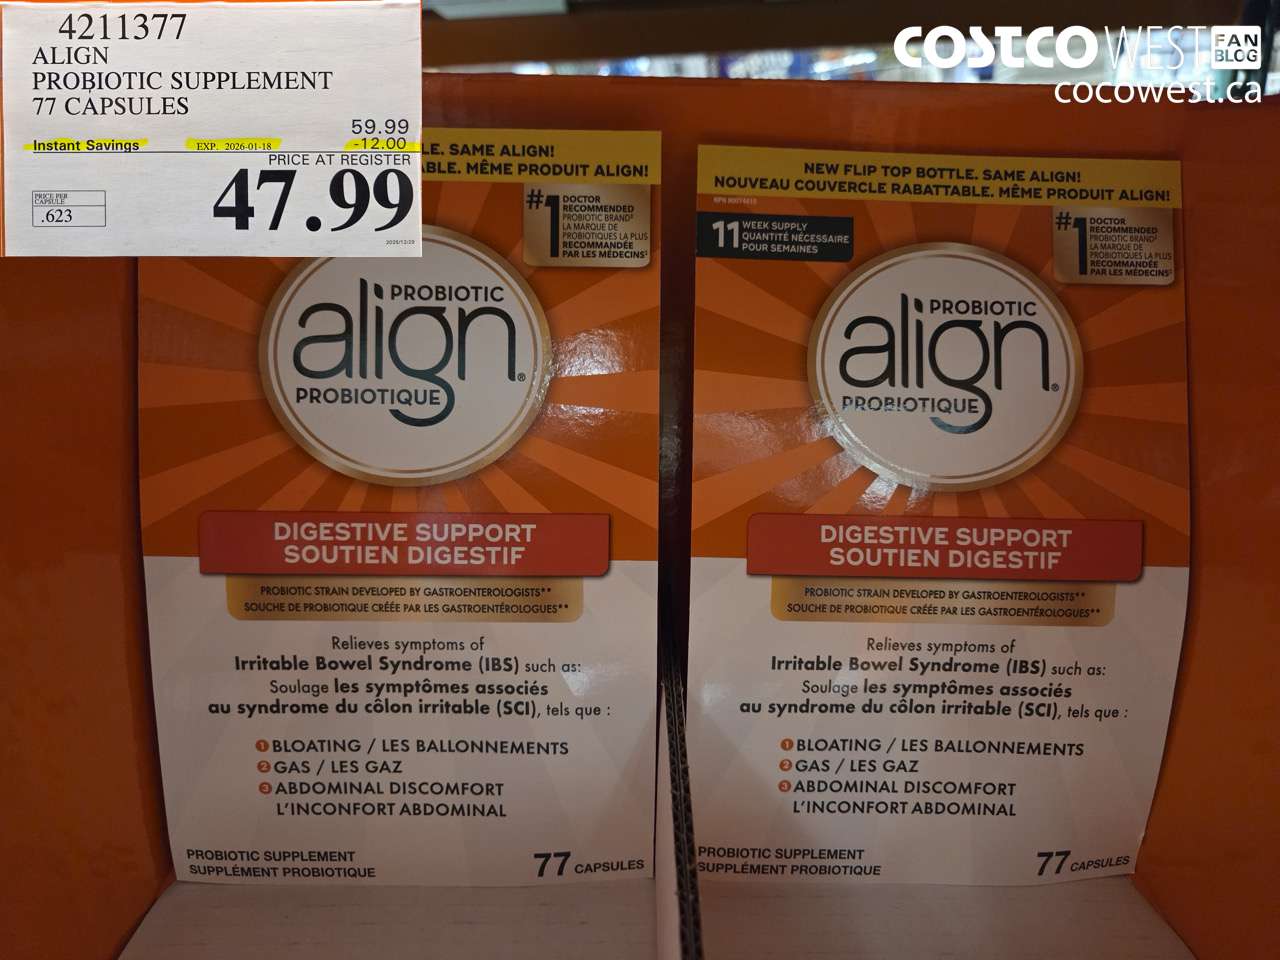 4211377
ALIGN
PROBIOTIC SUPPLEMENT
77 CAPSULES
59.99
Instant Savings EXP. 2026-01-18 -12.00
PRICE AT REGISTER
47.99
PRICE PER
CAPSULE
.623
COSTCO WEST FAN BLOG
cocowest.ca
LE. SAME ALIGN!
ABLE. MÊME PRODUIT ALIGN!
#1 DOCTOR
RECOMMENDED
PROBIOTIC BRAND‡
LA MARQUE DE
PROBIOTIQUES LA PLUS
RECOMMANDÉE
PAR LES MÉDECINS‡
PROBIOTIC
align®
PROBIOTIQUE
DIGESTIVE SUPPORT
SOUTIEN DIGESTIF
PROBIOTIC STRAIN DEVELOPED BY GASTROENTEROLOGISTS**
SOUCHE DE PROBIOTIQUE CRÉÉE PAR LES GASTROENTÉROLOGUES**
Relieves symptoms of
Irritable Bowel Syndrome (IBS) such as:
Soulage les symptômes associés
au syndrome du côlon irritable (SCI), tels que :
1 BLOATING / LES BALLONNEMENTS
2 GAS / LES GAZ
3 ABDOMINAL DISCOMFORT
L'INCONFORT ABDOMINAL
PROBIOTIC SUPPLEMENT
SUPPLÉMENT PROBIOTIQUE
77 CAPSULES
NEW FLIP TOP BOTTLE. SAME ALIGN!
NOUVEAU COUVERCLE RABATTABLE. MÊME PRODUIT ALIGN!
11 WEEK SUPPLY
QUANTITÉ NÉCESSAIRE
POUR SEMAINES
#1 DOCTOR
RECOMMENDED
PROBIOTIC BRAND‡
LA MARQUE DE
PROBIOTIQUES LA PLUS
RECOMMANDÉE
PAR LES MÉDECINS‡
PROBIOTIC
align®
PROBIOTIQUE
DIGESTIVE SUPPORT
SOUTIEN DIGESTIF
PROBIOTIC STRAIN DEVELOPED BY GASTROENTEROLOGISTS**
SOUCHE DE PROBIOTIQUE CRÉÉE PAR LES GASTROENTÉROLOGUES**
Relieves symptoms of
Irritable Bowel Syndrome (IBS) such as:
Soulage les symptômes associés
au syndrome du côlon irritable (SCI), tels que :
1 BLOATING / LES BALLONNEMENTS
2 GAS / LES GAZ
3 ABDOMINAL DISCOMFORT
L'INCONFORT ABDOMINAL
PROBIOTIC SUPPLEMENT
SUPPLÉMENT PROBIOTIQUE
77 CAPSULES